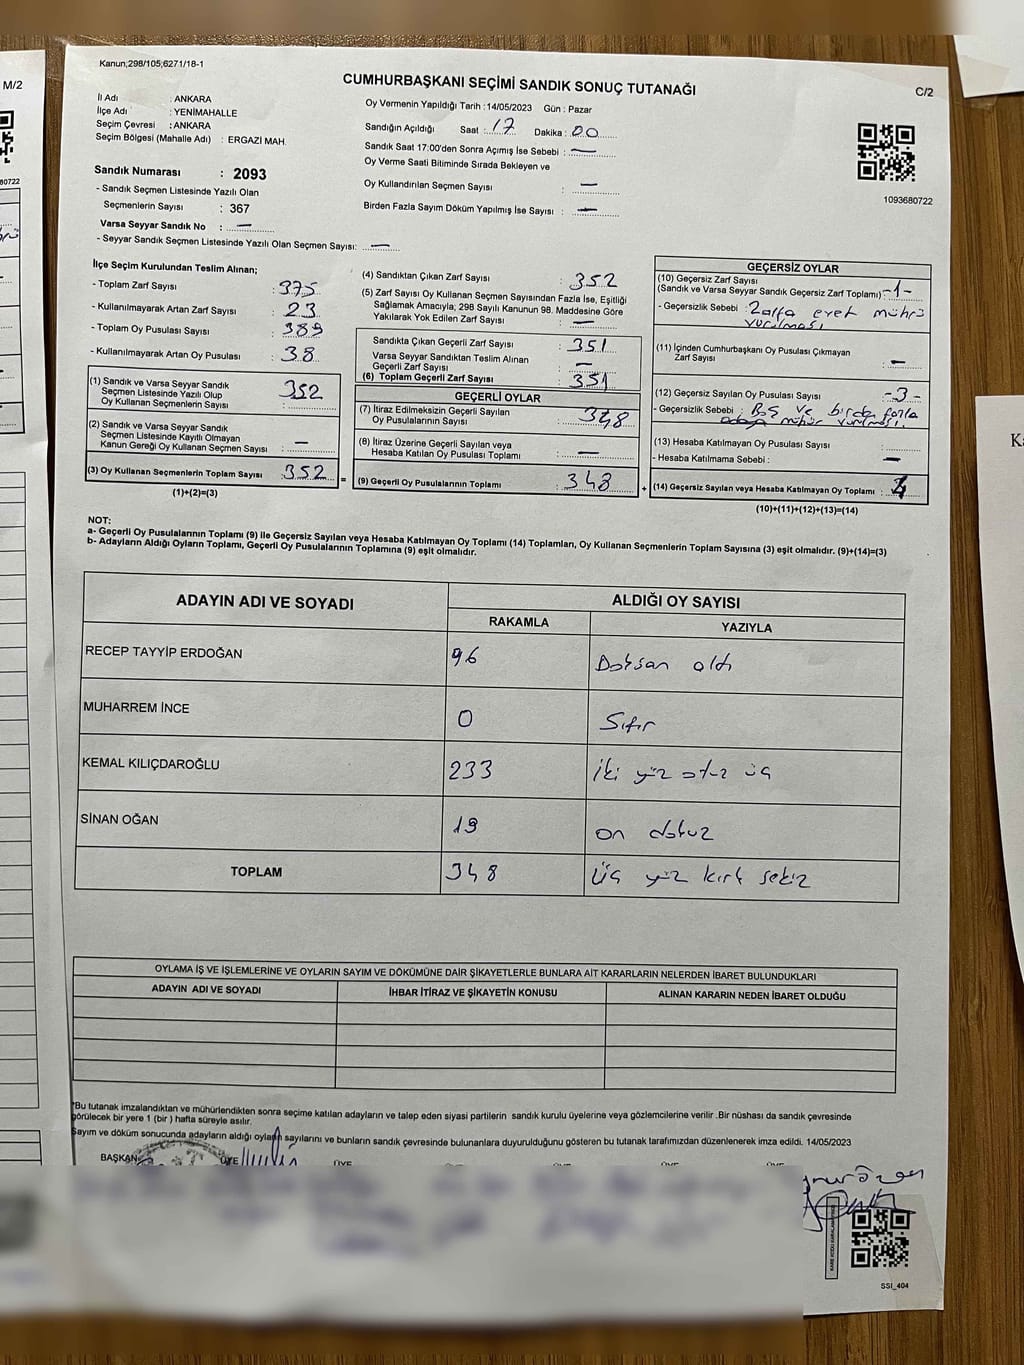 M/2
80722
Kanun;298/105;6271/18-1
CUMHURBAŞKANI SEÇİMİ SANDIK SONUÇ TUTANAĞI
C/2
İl Adı : ANKARA
İlçe Adı : YENİMAHALLE
Seçim Çevresi : ANKARA
Seçim Bölgesi (Mahalle Adı) : ERGAZİ MAH.
Oy Vermenin Yapıldığı Tarih : 14/05/2023 Gün : Pazar
Sandığın Açıldığı Saat : 17 Dakika : 00
Sandık Saat 17:00'den Sonra Açımış İse Sebebi : —
Oy Verme Saati Bitiminde Sırada Bekleyen ve
Oy Kullandırılan Seçmen Sayısı : —
Birden Fazla Sayım Döküm Yapılmış İse Sayısı : —
1093680722
Sandık Numarası : 2093
- Sandık Seçmen Listesinde Yazılı Olan
Seçmenlerin Sayısı : 367
Varsa Seyyar Sandık No : —
- Seyyar Sandık Seçmen Listesinde Yazılı Olan Seçmen Sayısı: —
İlçe Seçim Kurulundan Teslim Alınan;
- Toplam Zarf Sayısı : 375
- Kullanılmayarak Artan Zarf Sayısı : 23
- Toplam Oy Pusulası Sayısı : 389
- Kullanılmayarak Artan Oy Pusulası : 38
(1) Sandık ve Varsa Seyyar Sandık
Seçmen Listesinde Yazılı Olup
Oy Kullanan Seçmenlerin Sayısı : 352
(2) Sandık ve Varsa Seyyar Sandık
Seçmen Listesinde Kayıtlı Olmayan
Kanun Gereği Oy Kullanan Seçmen Sayısı : —
(3) Oy Kullanan Seçmenlerin Toplam Sayısı : 352 =
(1)+(2)=(3)
(4) Sandıktan Çıkan Zarf Sayısı : 352
(5) Zarf Sayısı Oy Kullanan Seçmen Sayısından Fazla İse, Eşitliği
Sağlamak Amacıyla, 298 Sayılı Kanunun 98. Maddesine Göre
Yakılarak Yok Edilen Zarf Sayısı : —
Sandıkta Çıkan Geçerli Zarf Sayısı : 351
Varsa Seyyar Sandıktan Teslim Alınan
Geçerli Zarf Sayısı : —
(6) Toplam Geçerli Zarf Sayısı : 351
GEÇERLİ OYLAR
(7) İtiraz Edilmeksizin Geçerli Sayılan
Oy Pusulalarının Sayısı : 348
(8) İtiraz Üzerine Geçerli Sayılan veya
Hesaba Katılan Oy Pusulası Toplamı : —
(9) Geçerli Oy Pusulalarının Toplamı : 348 +
GEÇERSİZ OYLAR
(10) Geçersiz Zarf Sayısı
(Sandık ve Varsa Seyyar Sandık Geçersiz Zarf Toplamı) : -1-
- Geçersizlik Sebebi : Zarfa evet mührü
vurulması
(11) İçinden Cumhurbaşkanı Oy Pusulası Çıkmayan
Zarf Sayısı : —
(12) Geçersiz Sayılan Oy Pusulası Sayısı : -3-
- Geçersizlik Sebebi : Boş ve birden fazla
mühür vurulması.
(13) Hesaba Katılmayan Oy Pusulası Sayısı :
- Hesaba Katılmama Sebebi : —
(14) Geçersiz Sayılan veya Hesaba Katılmayan Oy Toplamı : 4
(10)+(11)+(12)+(13)=(14)
NOT:
a- Geçerli Oy Pusulalarının Toplamı (9) ile Geçersiz Sayılan veya Hesaba Katılmayan Oy Toplamı (14) Toplamları, Oy Kullanan Seçmenlerin Toplam Sayısına (3) eşit olmalıdır. (9)+(14)=(3)
b- Adayların Aldığı Oyların Toplamı, Geçerli Oy Pusulalarının Toplamına (9) eşit olmalıdır.
ADAYIN ADI VE SOYADI
ALDIĞI OY SAYISI
RAKAMLA YAZIYLA
RECEP TAYYİP ERDOĞAN 96 Doksan altı
MUHARREM İNCE 0 Sıfır
KEMAL KILIÇDAROĞLU 233 İki yüz otuz üç
SİNAN OĞAN 19 on dokuz
TOPLAM 348 Üç yüz kırk sekiz
OYLAMA İŞ VE İŞLEMLERİNE VE OYLARIN SAYIM VE DÖKÜMÜNE DAİR ŞİKAYETLERLE BUNLARA AİT KARARLARIN NELERDEN İBARET BULUNDUKLARI
ADAYIN ADI VE SOYADI İHBAR İTİRAZ VE ŞİKAYETİN KONUSU ALINAN KARARIN NEDEN İBARET OLDUĞU
*Bu tutanak imzalandıktan ve mühürlendikten sonra seçime katılan adayların ve talep eden siyasi partilerin sandık kurulu üyelerine veya gözlemcilerine verilir .Bir nüshası da sandık çevresinde
görülecek bir yere 1 (bir ) hafta süreyle asılır.
Sayım ve döküm sonucunda adayların aldığı oyların sayılarını ve bunların sandık çevresinde bulunanlara duyurulduğunu gösteren bu tutanak tarafımızdan düzenlenerek imza edildi. 14/05/2023
BAŞKAN ÜYE ÜYE ÜYE ÜYE ÜYE ÜYE
SSI_404